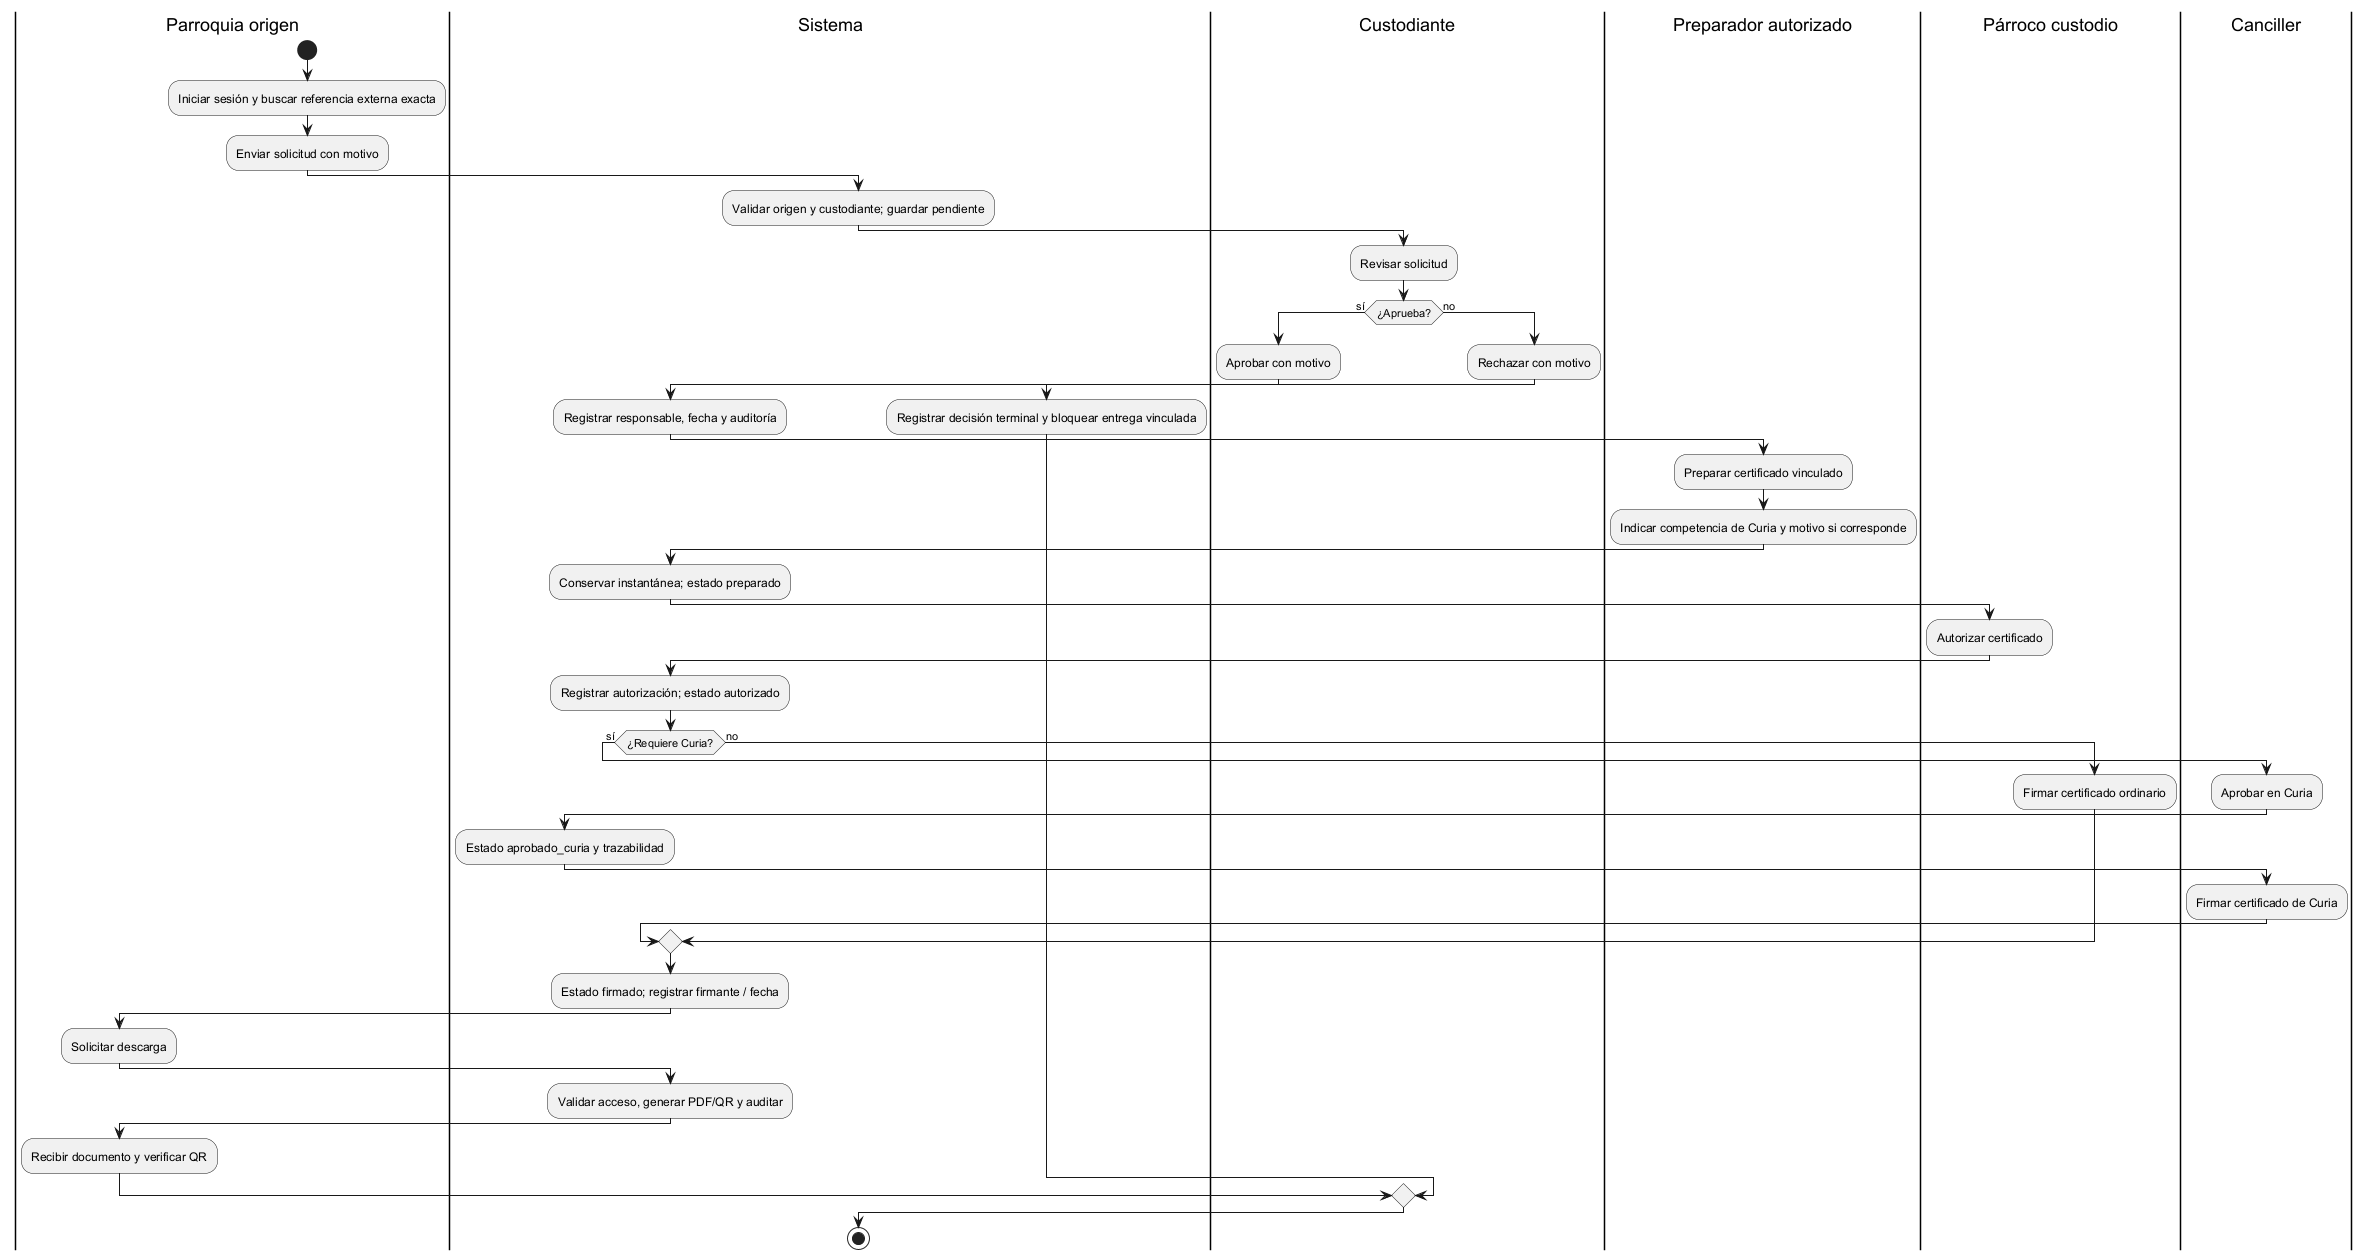 Parroquia origen
Sistema
Custodiante
Preparador autorizado
Párroco custodio
Canciller
Iniciar sesión y buscar referencia externa exacta
Enviar solicitud con motivo
Validar origen y custodiante; guardar pendiente
Revisar solicitud
sí
¿Aprueba?
no
Aprobar con motivo
Rechazar con motivo
Registrar responsable, fecha y auditoría
Registrar decisión terminal y bloquear entrega vinculada
Preparar certificado vinculado
Indicar competencia de Curia y motivo si corresponde
Conservar instantánea; estado preparado
Autorizar certificado
Registrar autorización; estado autorizado
sí
¿Requiere Curia?
no
Firmar certificado ordinario
Aprobar en Curia
Estado aprobado_curia y trazabilidad
Firmar certificado de Curia
Estado firmado; registrar firmante / fecha
Solicitar descarga
Validar acceso, generar PDF/QR y auditar
Recibir documento y verificar QR